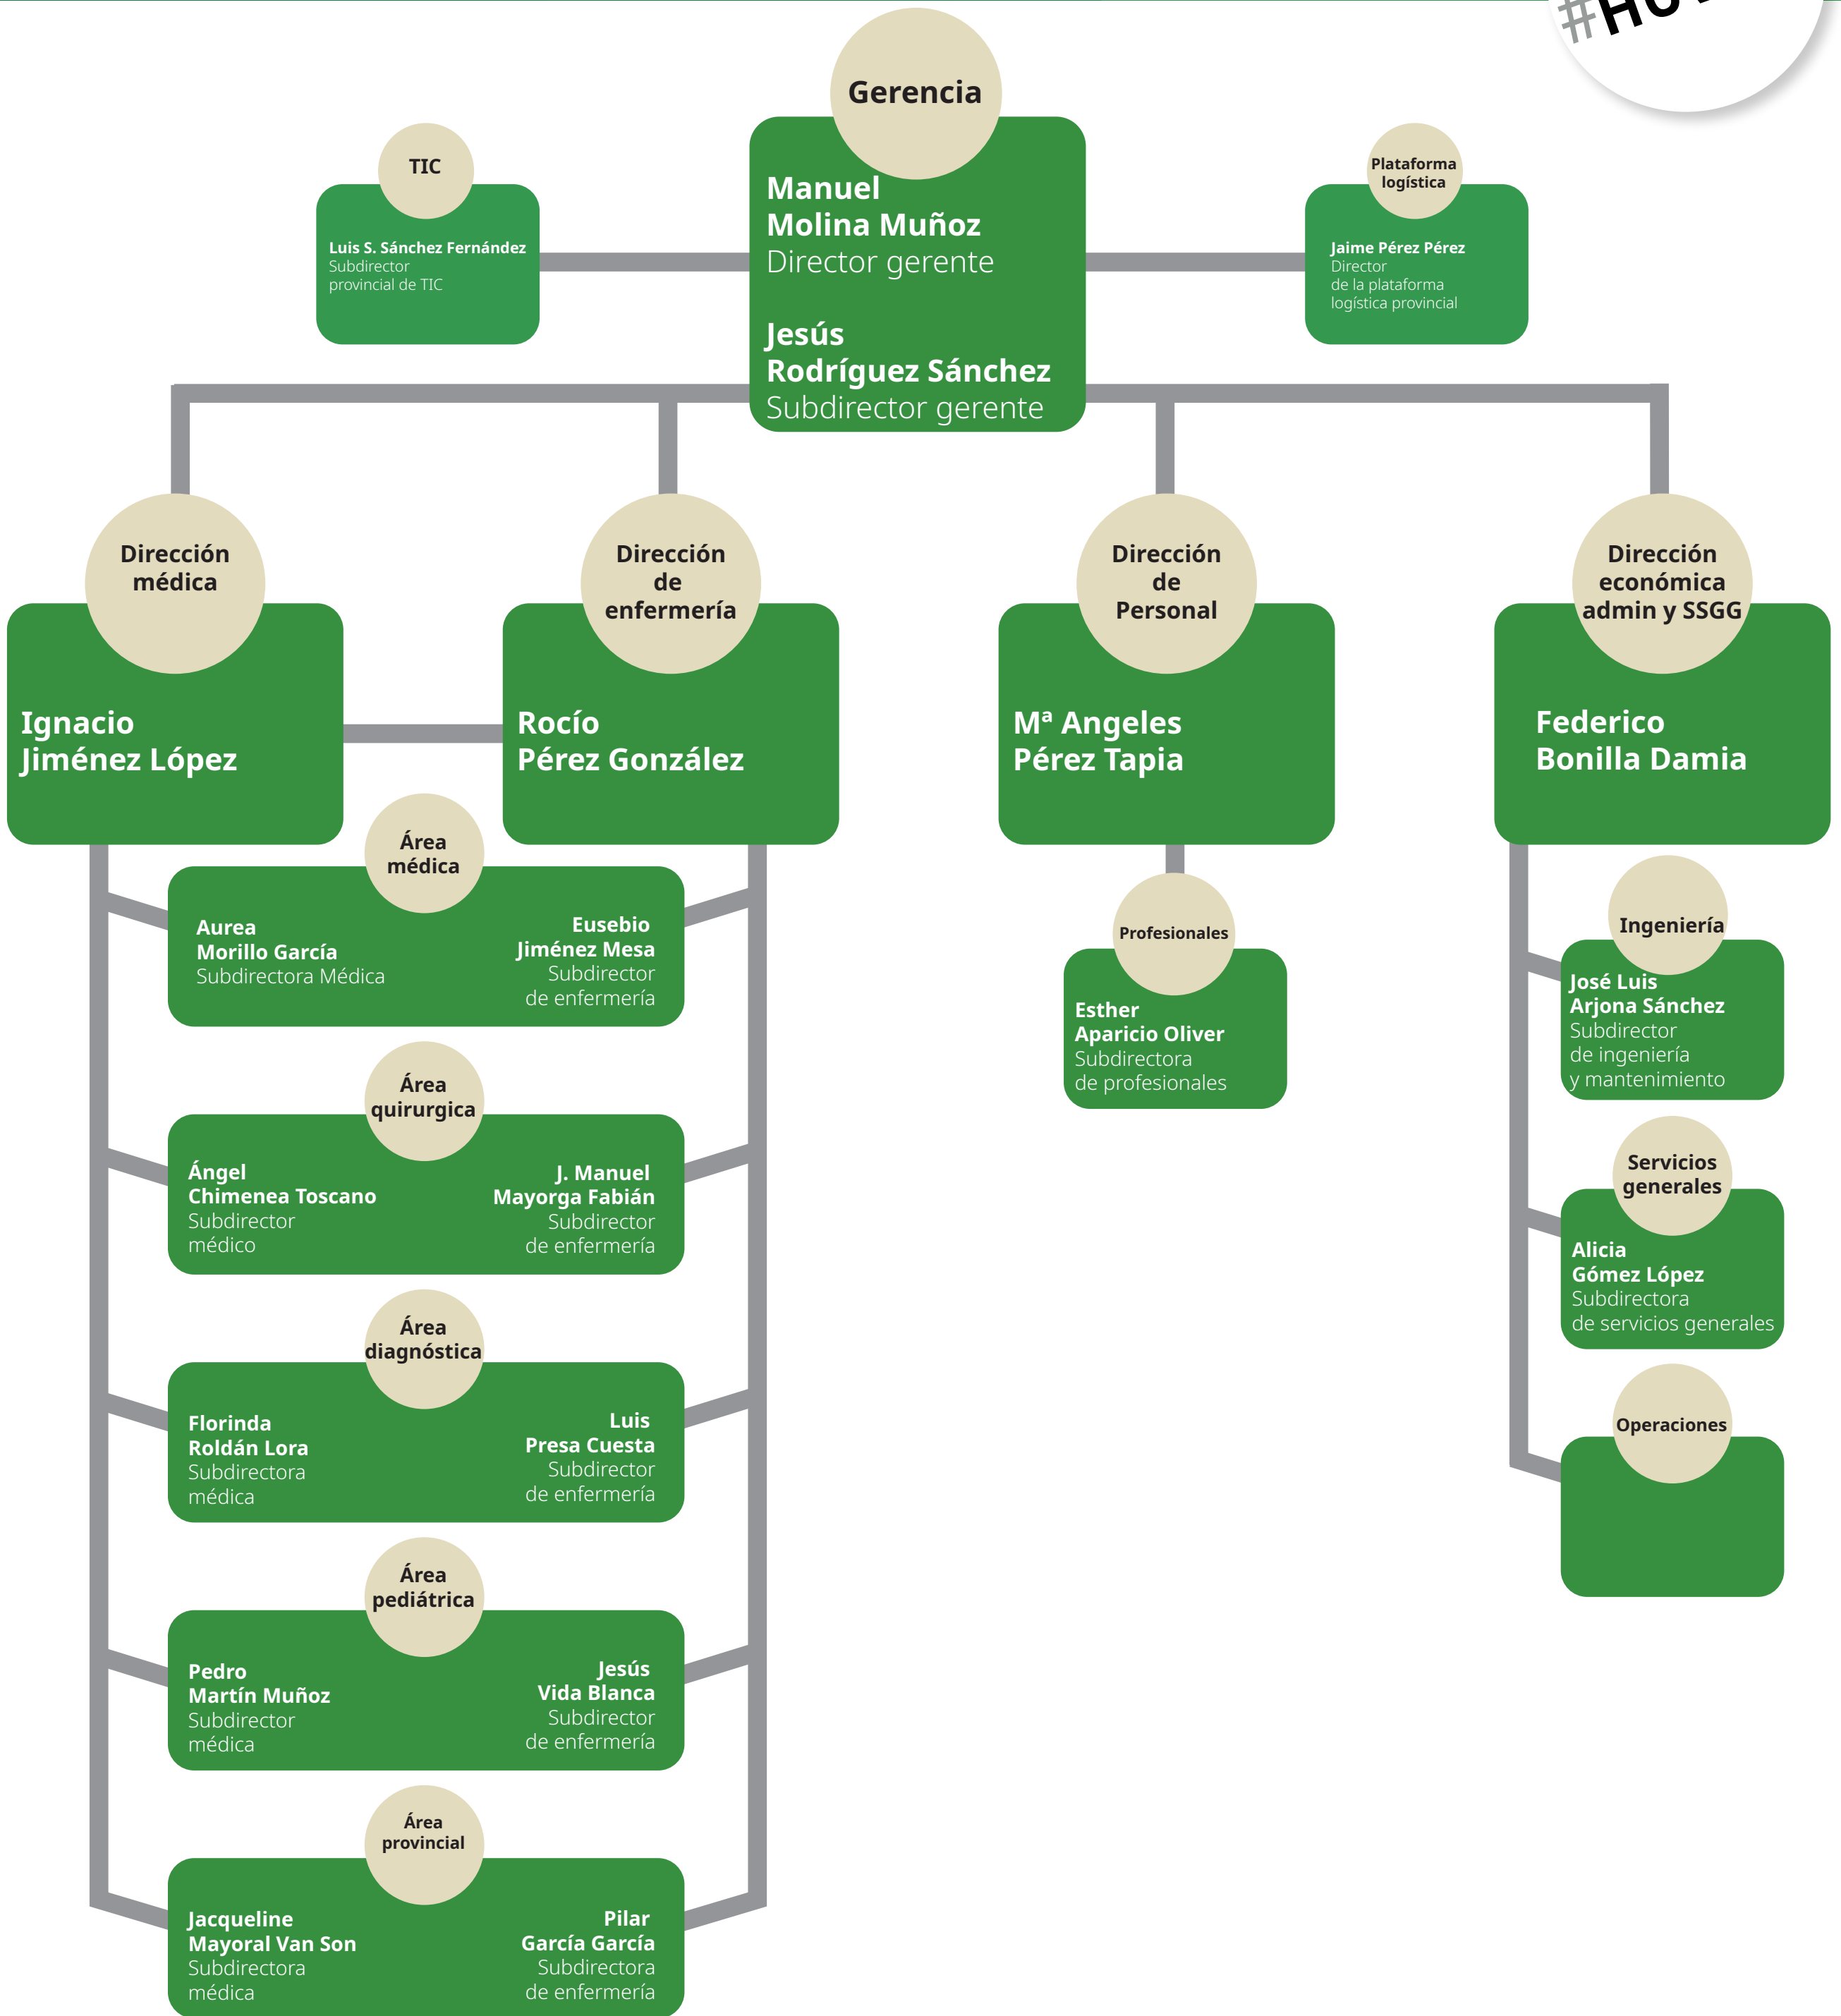 Gerencia
TIC
Plataforma
logística
Manuel
Molina Muñoz
Director gerente
Jesús
Rodríguez Sánchez
Subdirector gerente
Luis S. Sánchez Fernández
Subdirector
provincial de TIC
Jaime Pérez Pérez
Director
de la plataforma
logística provincial
Dirección
médica
Ignacio
Jiménez López
Dirección
de
enfermería
Rocío
Pérez González
Dirección
de
Personal
Mª Angeles
Pérez Tapia
Dirección
económica
admin y SSGG
Federico
Bonilla Damia
Área
médica
Aurea
Morillo García
Subdirectora Médica
Eusebio
Jiménez Mesa
Subdirector
de enfermería
Área
quirurgica
Ángel
Chimenea Toscano
Subdirector
médico
J. Manuel
Mayorga Fabián
Subdirector
de enfermería
Área
diagnóstica
Florinda
Roldán Lora
Subdirectora
médica
Luis
Presa Cuesta
Subdirector
de enfermería
Área
pediátrica
Pedro
Martín Muñoz
Subdirector
médica
Jesús
Vida Blanca
Subdirector
de enfermería
Área
provincial
Jacqueline
Mayoral Van Son
Subdirectora
médica
Pilar
García García
Subdirectora
de enfermería
Profesionales
Esther
Aparicio Oliver
Subdirectora
de profesionales
Ingeniería
José Luis
Arjona Sánchez
Subdirector
de ingeniería
y mantenimiento
Servicios
generales
Alicia
Gómez López
Subdirectora
de servicios generales
Operaciones